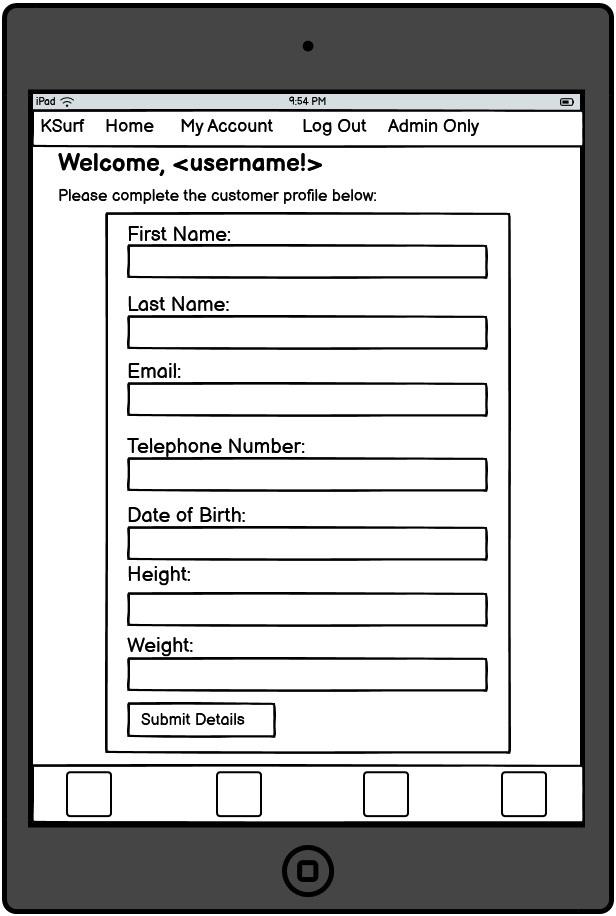 iPad 9:54 PM
KSurf Home My Account Log Out Admin Only
Welcome, <username!>
Please complete the customer profile below:
First Name:
Last Name:
Email:
Telephone Number:
Date of Birth:
Height:
Weight:
Submit Details